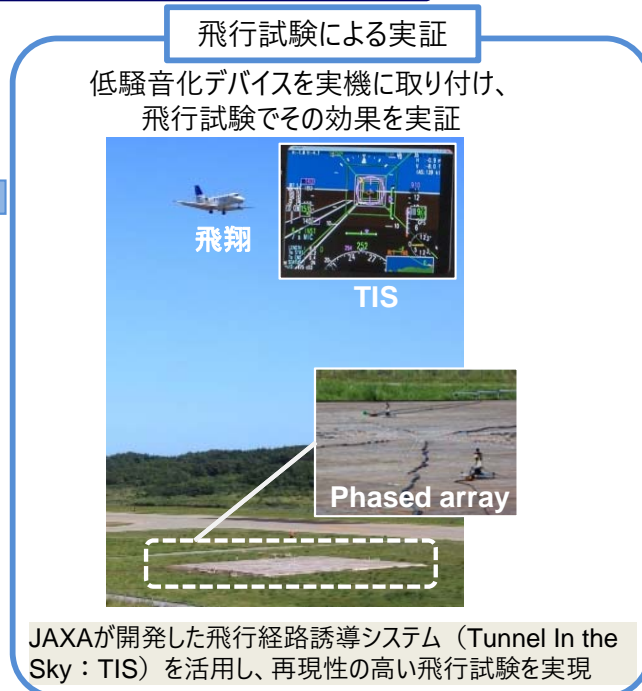 飛行試験による実証
低騒音化デバイスを実機に取り付け、
飛行試験でその効果を実証
飛翔
TIS
252
Phased array
JAXAが開発した飛行経路誘導システム（Tunnel In the
Sky：TIS）を活用し、再現性の高い飛行試験を実現